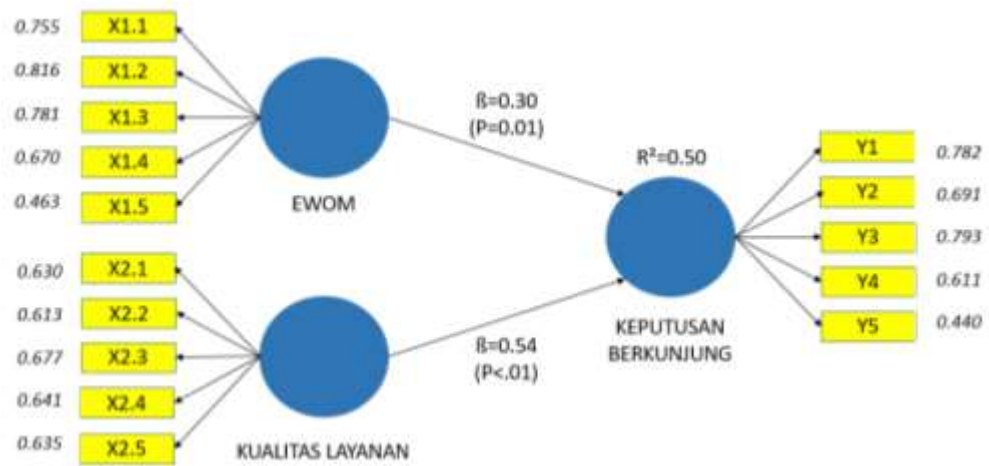 0.755 X1.1
0.816 X1.2
0.781 X1.3
0.670 X1.4
0.463 X1.5
EWOM
ß=0.30
(P=0.01)
0.630 X2.1
0.613 X2.2
0.677 X2.3
0.641 X2.4
0.635 X2.5
KUALITAS LAYANAN
ß=0.54
(P<.01)
R²=0.50
KEPUTUSAN
BERKUNJUNG
Y1 0.782
Y2 0.691
Y3 0.793
Y4 0.611
Y5 0.440